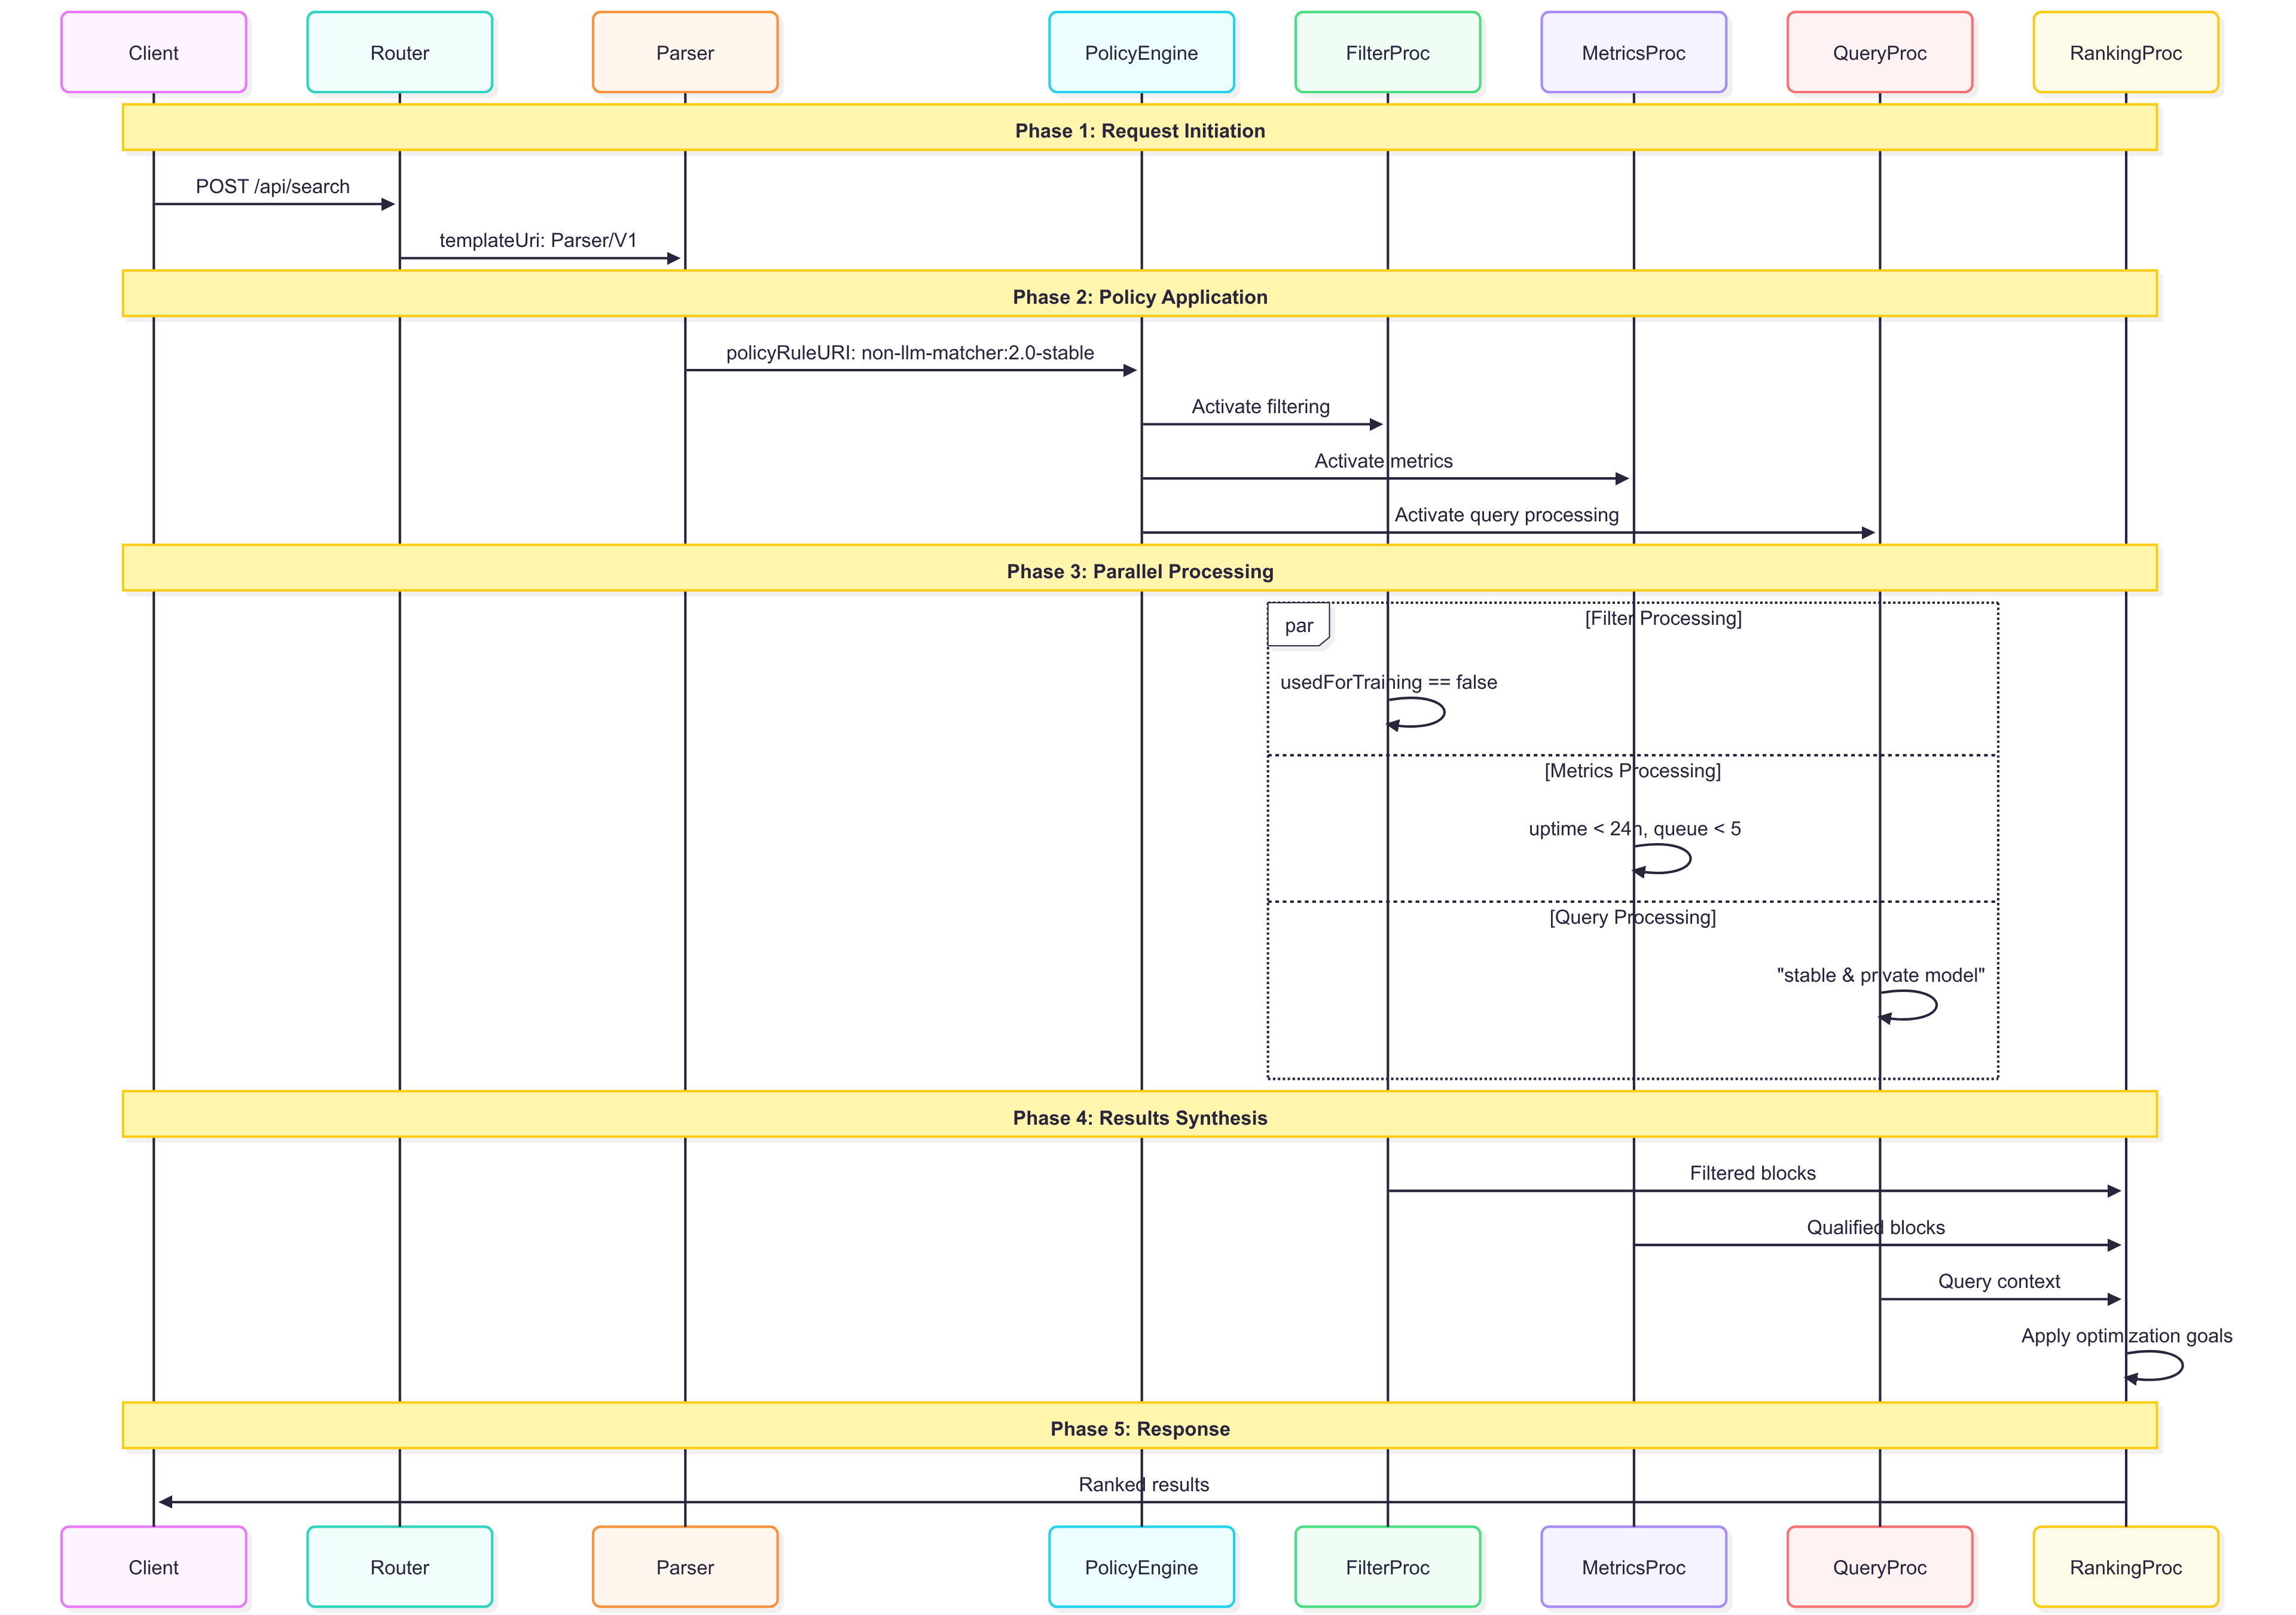 Client
Router
Parser
PolicyEngine
FilterProc
MetricsProc
QueryProc
RankingProc
Phase 1: Request Initiation
POST /api/search
templateUri: Parser/V1
Phase 2: Policy Application
policyRuleURI: non-llm-matcher:2.0-stable
Activate filtering
Activate metrics
Activate query processing
Phase 3: Parallel Processing
par
[Filter Processing]
usedForTraining == false
[Metrics Processing]
uptime < 24h, queue < 5
[Query Processing]
"stable & private model"
Phase 4: Results Synthesis
Filtered blocks
Qualified blocks
Query context
Apply optimization goals
Phase 5: Response
Ranked results
Client
Router
Parser
PolicyEngine
FilterProc
MetricsProc
QueryProc
RankingProc